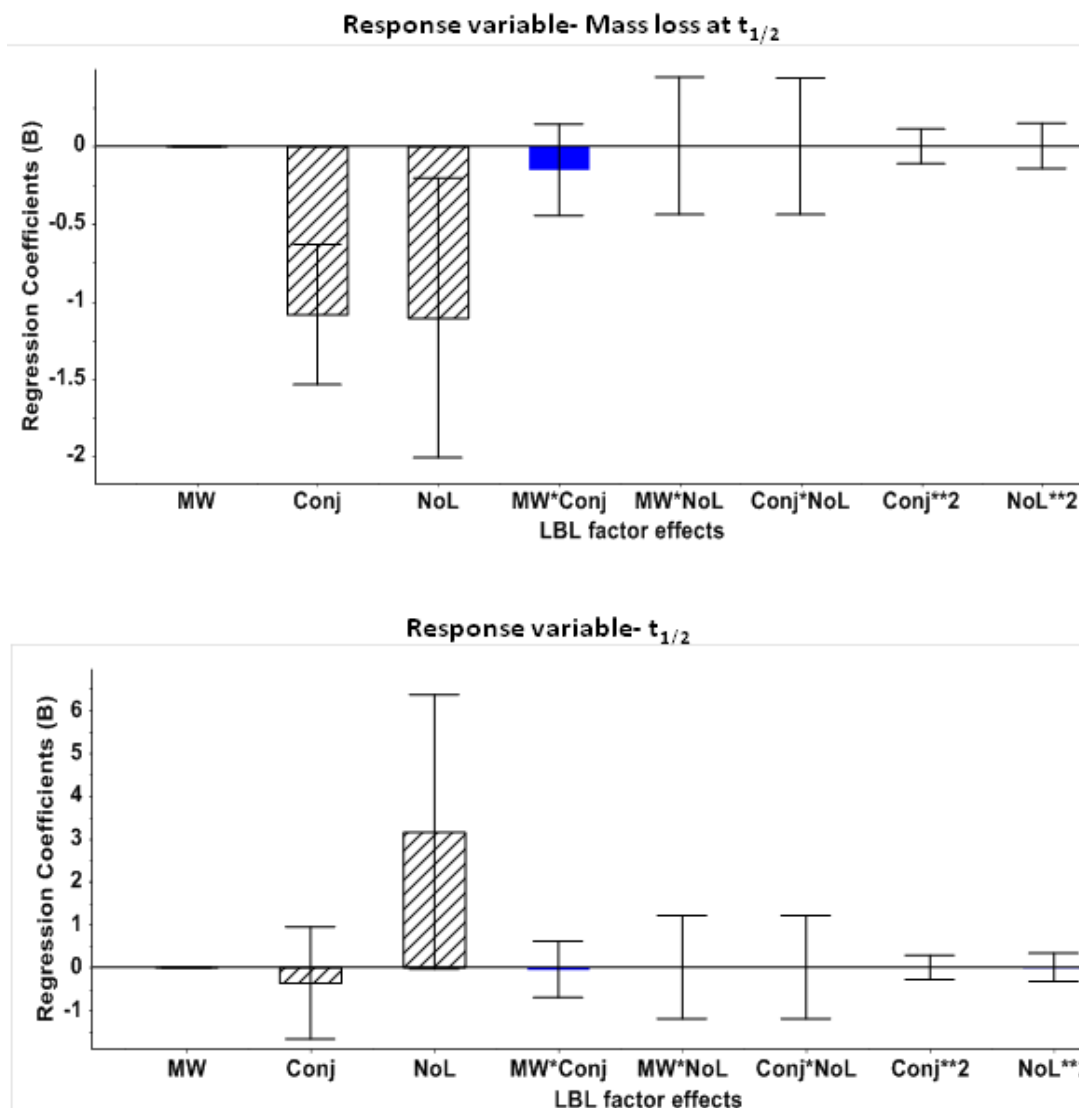 Response variable- Mass loss at t1/2
Regression Coefficients (B)
0
-0.5
-1
-1.5
-2
MW Conj NoL MW*Conj MW*NoL Conj*NoL Conj**2 NoL**2
LBL factor effects
Response variable- t1/2
Regression Coefficients (B)
6
5
4
3
2
1
0
-1
MW Conj NoL MW*Conj MW*NoL Conj*NoL Conj**2 NoL**
LBL factor effects